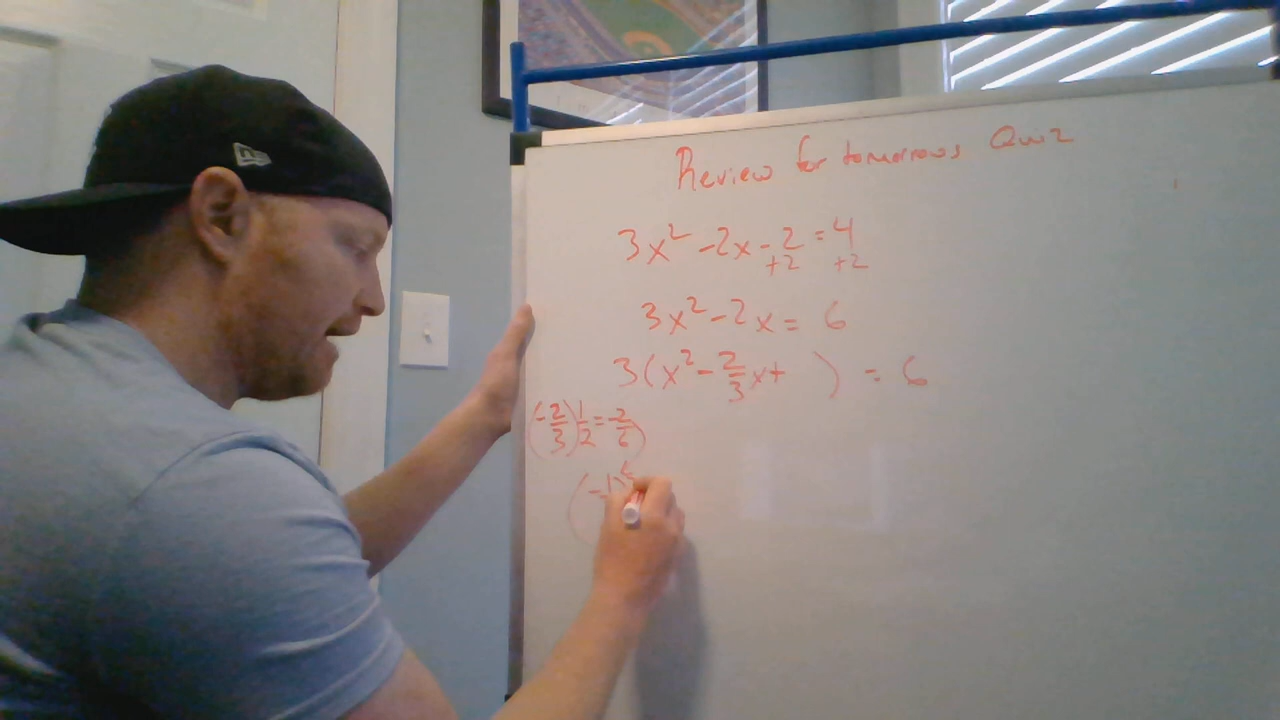 Review for tomorrows Quiz
3x² - 2x - 2 = 4
+2 +2
3x² - 2x = 6
3(x² - 2/3x + ) = 6
(-2/3)1/2 = -2/6
(-1